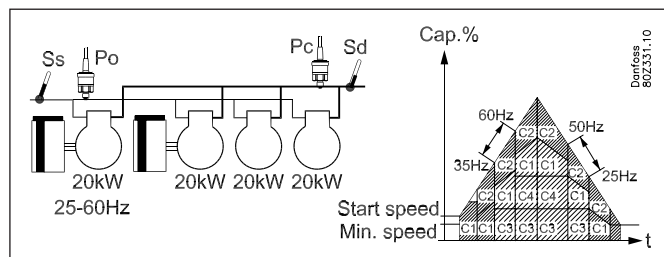 Ss Po Pc Sd
20kW 20kW 20kW 20kW
25-60Hz
Cap.%
Danfoss
80Z331.10
60Hz C2 C2 50Hz
35Hz C2 C1 C1 C2 25Hz
C2 C1 C4 C4 C1 C2
Start speed
Min. speed C1 C1 C3 C3 C3 C3 C1 t